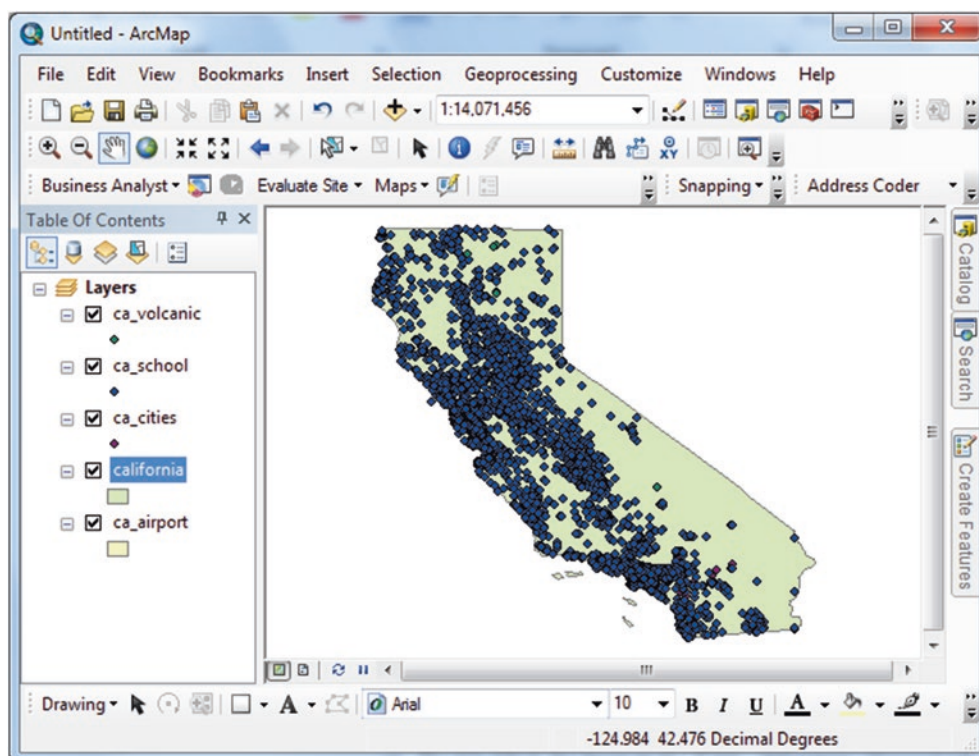 Untitled - ArcMap
File Edit View Bookmarks Insert Selection Geoprocessing Customize Windows Help
1:14,071,456
XY
Business Analyst Evaluate Site Maps Snapping Address Coder
Table Of Contents
Layers
ca_volcanic
ca_school
ca_cities
california
ca_airport
Catalog
Search
Create Features
Drawing A Arial 10 B I U A
-124.984 42.476 Decimal Degrees